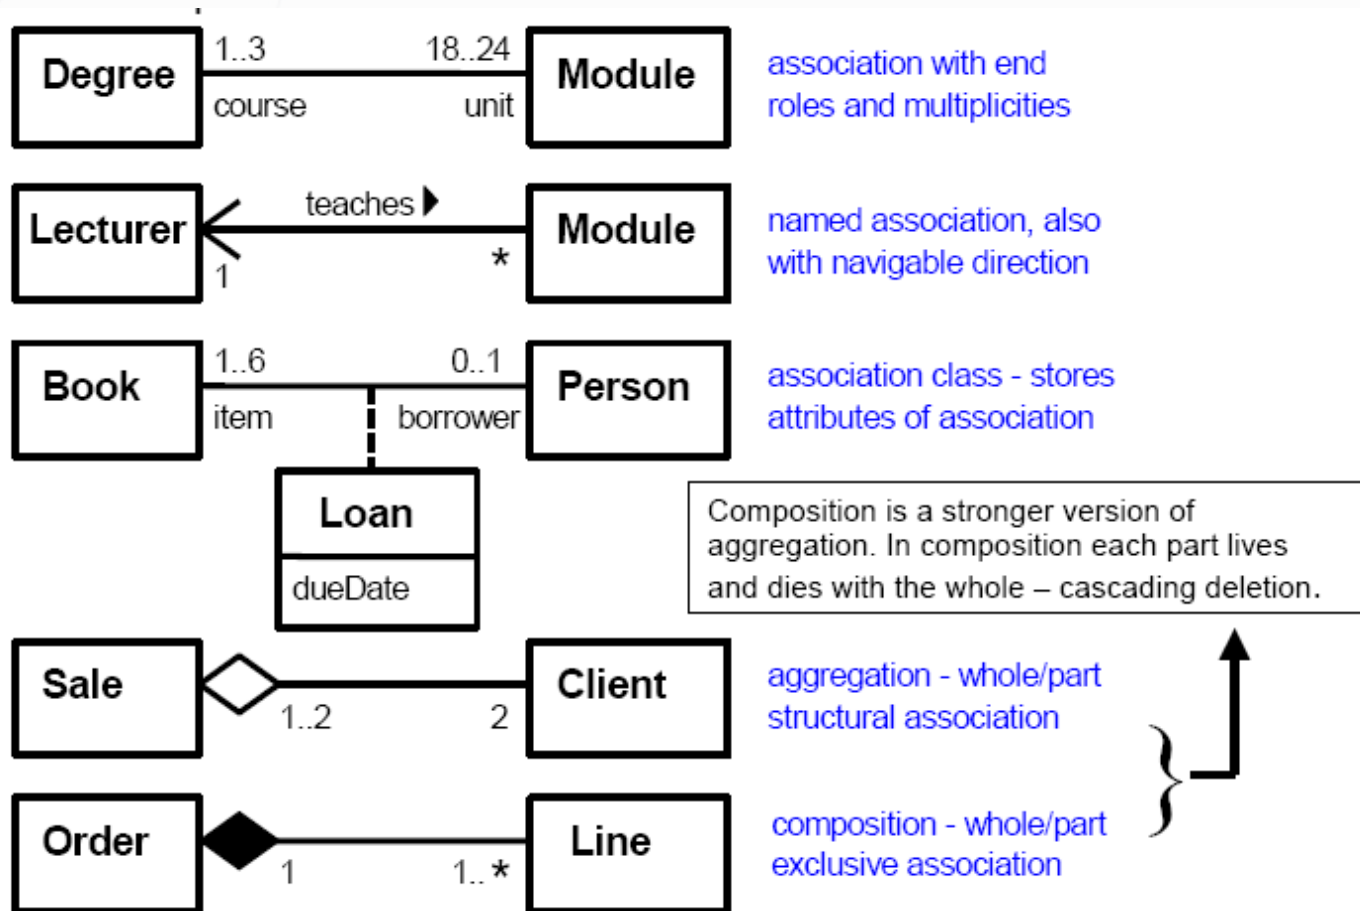 1..3 18..24
Degree Module
course unit
association with end
roles and multiplicities
teaches
Lecturer Module
1 *
named association, also
with navigable direction
1..6 0..1
Book Person
item borrower
association class - stores
attributes of association
Loan
dueDate
Composition is a stronger version of
aggregation. In composition each part lives
and dies with the whole – cascading deletion.
Sale Client
1..2 2
aggregation - whole/part
structural association
Order Line
1 1..*
composition - whole/part
exclusive association